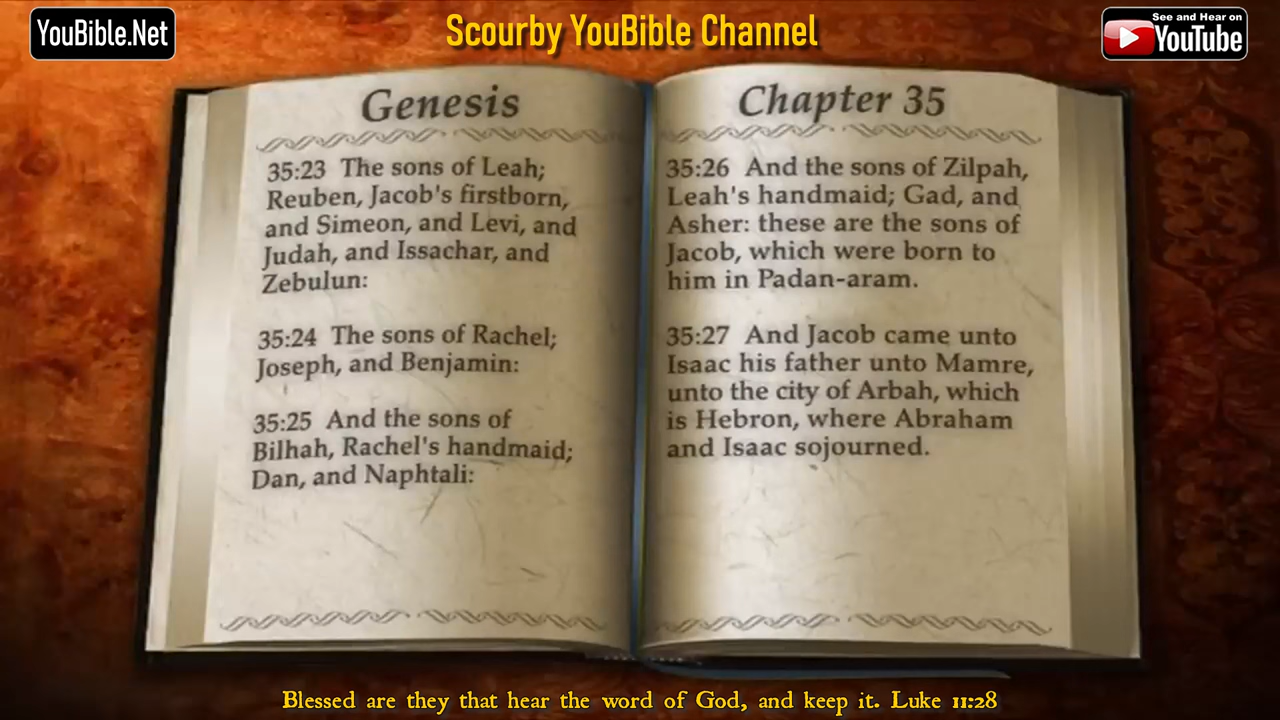 YouBible.Net
Scourby YouBible Channel
See and Hear on
YouTube
Genesis
35:23 The sons of Leah;
Reuben, Jacob's firstborn,
and Simeon, and Levi, and
Judah, and Issachar, and
Zebulun:
35:24 The sons of Rachel;
Joseph, and Benjamin:
35:25 And the sons of
Bilhah, Rachel's handmaid;
Dan, and Naphtali:
Chapter 35
35:26 And the sons of Zilpah,
Leah's handmaid; Gad, and
Asher: these are the sons of
Jacob, which were born to
him in Padan-aram.
35:27 And Jacob came unto
Isaac his father unto Mamre,
unto the city of Arbah, which
is Hebron, where Abraham
and Isaac sojourned.
Blessed are they that hear the word of God, and keep it. Luke 11:28